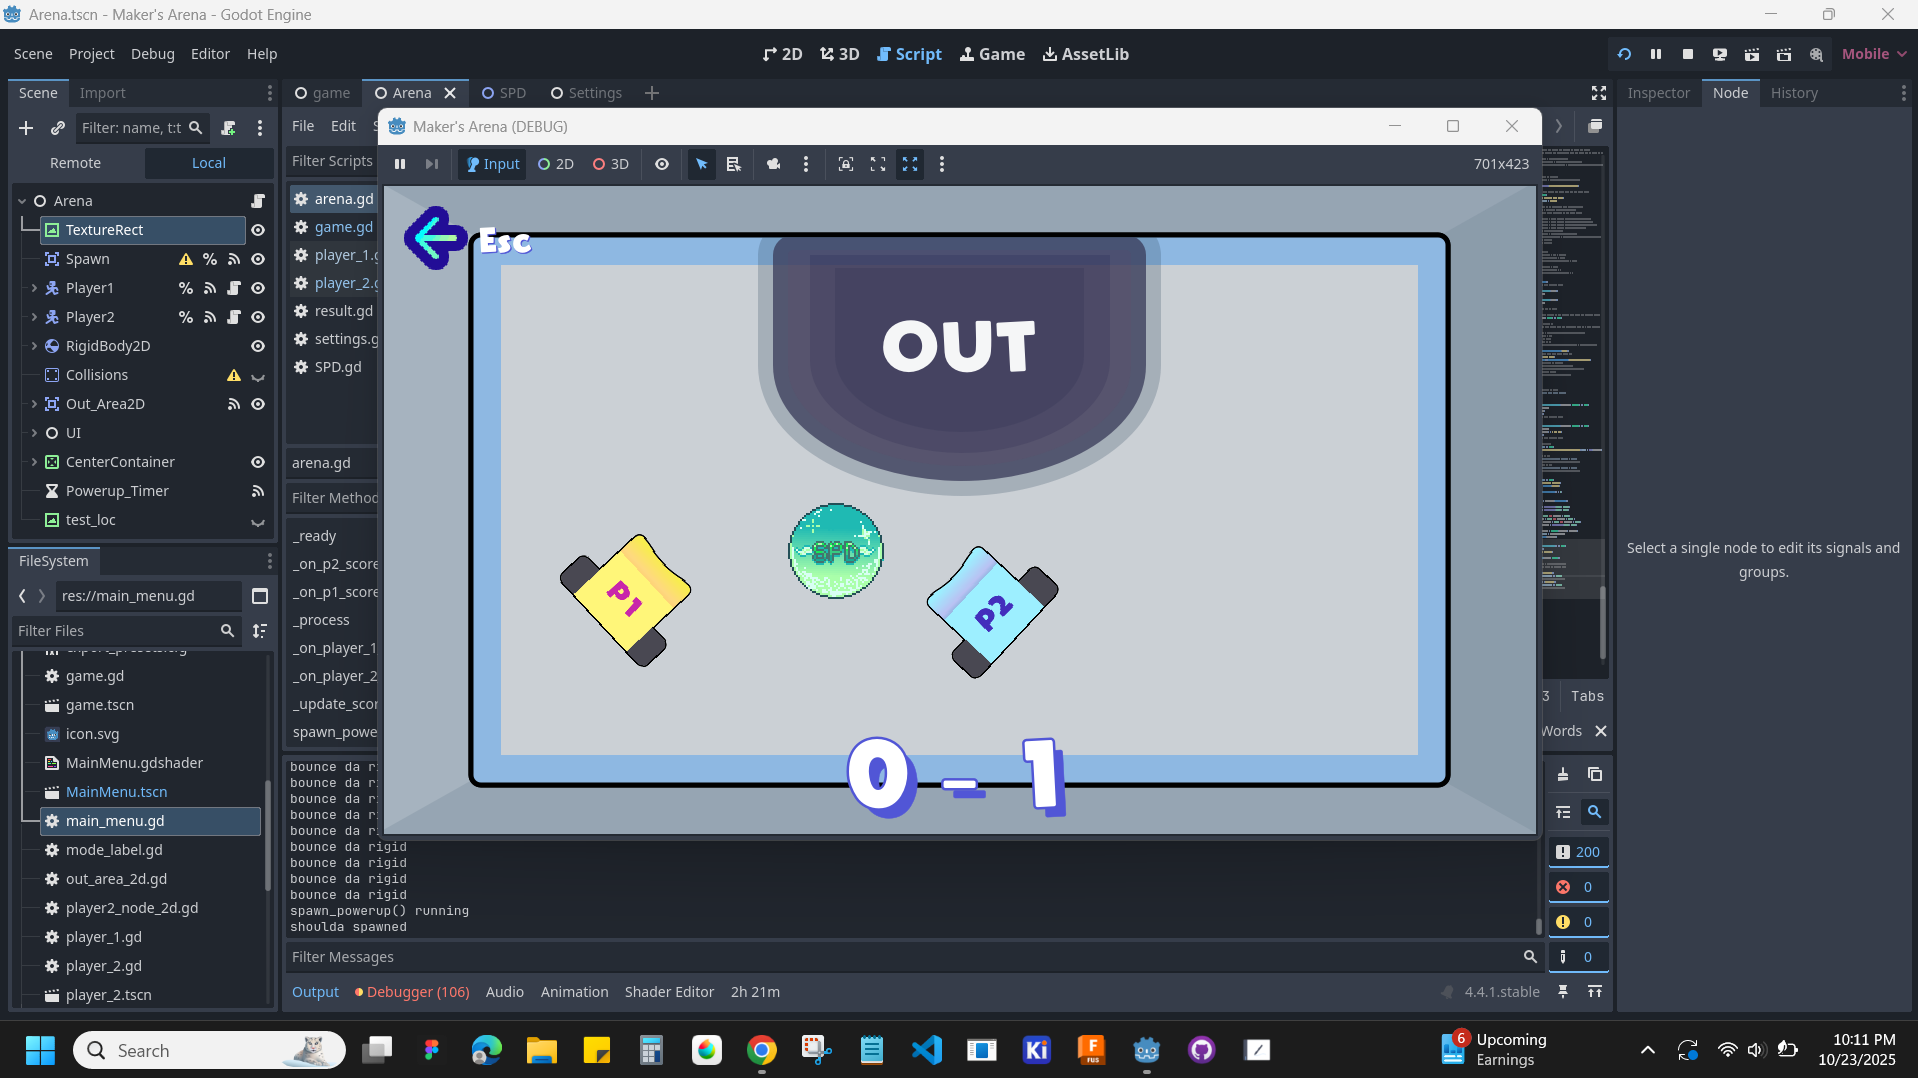 Arena.tscn - Maker's Arena - Godot Engine
Scene Project Debug Editor Help
2D 3D Script Game AssetLib
Mobile
Scene Import
game Arena SPD Settings
Inspector Node History
Filter: name, t:t
File Edit S
Maker's Arena (DEBUG)
Remote Local
Filter Scripts
Input 2D 3D
701x423
Arena
TextureRect
Spawn
Player1
Player2
RigidBody2D
Collisions
Out_Area2D
UI
CenterContainer
Powerup_Timer
test_loc
arena.gd
game.gd
player_1.g
player_2.g
result.gd
settings.g
SPD.gd
arena.gd
Filter Method
_ready
_on_p2_score
_on_p1_score
_process
_on_player_1
_on_player_2
_update_scor
spawn_powe
Esc
OUT
SPD
P1
P2
0 – 1
3 Tabs
Words
Select a single node to edit its signals and
groups.
FileSystem
res://main_menu.gd
Filter Files
export_presets.cfg
game.gd
game.tscn
icon.svg
MainMenu.gdshader
MainMenu.tscn
main_menu.gd
mode_label.gd
out_area_2d.gd
player2_node_2d.gd
player_1.gd
player_2.gd
player_2.tscn
bounce da ri
bounce da ri
bounce da ri
bounce da ri
bounce da ri
bounce da rigid
bounce da rigid
bounce da rigid
bounce da rigid
spawn_powerup() running
shoulda spawned
200
0
0
0
Filter Messages
Output Debugger (106) Audio Animation Shader Editor 2h 21m
4.4.1.stable
Search
Ki
F
FUS
6
Upcoming
Earnings
10:11 PM
10/23/2025